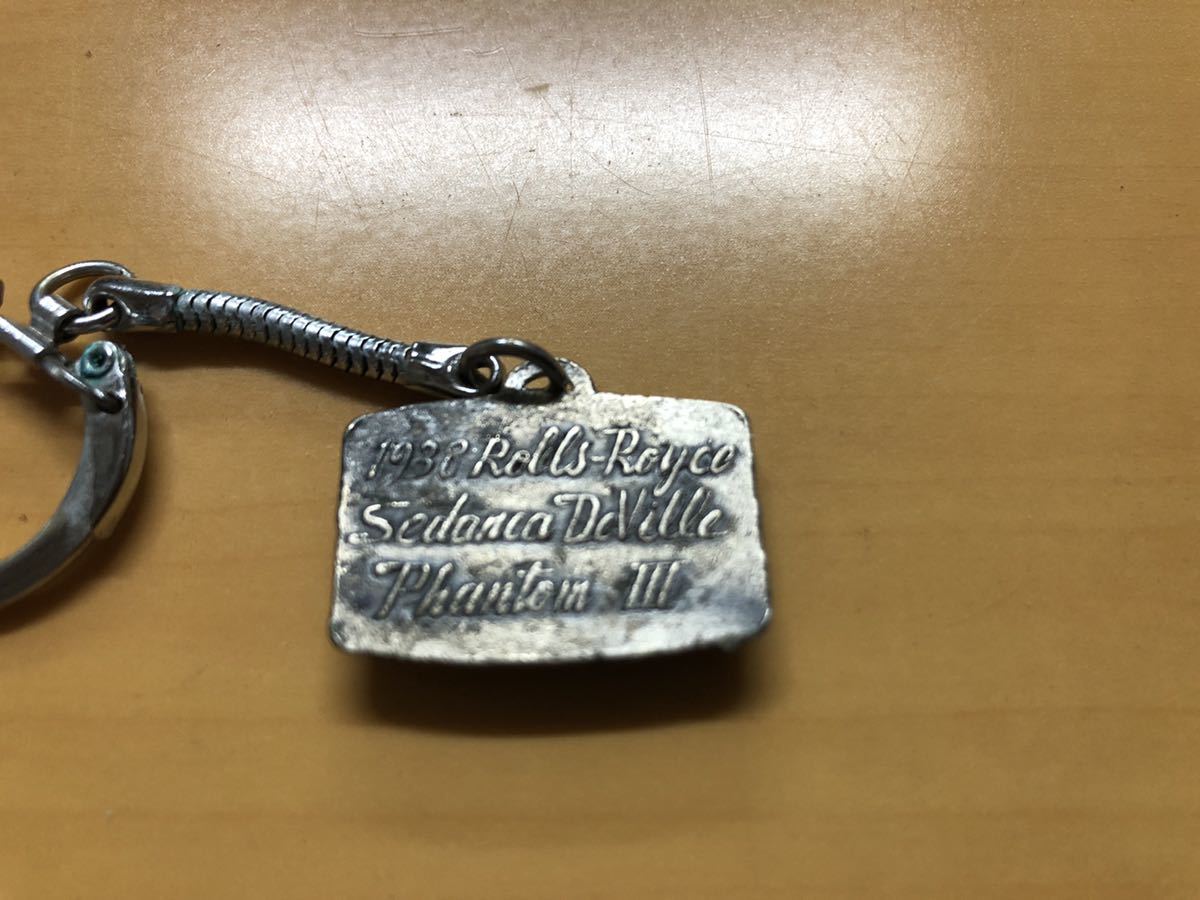 1938 Rolls-Royce
Sedanca DeVille
Phantom III